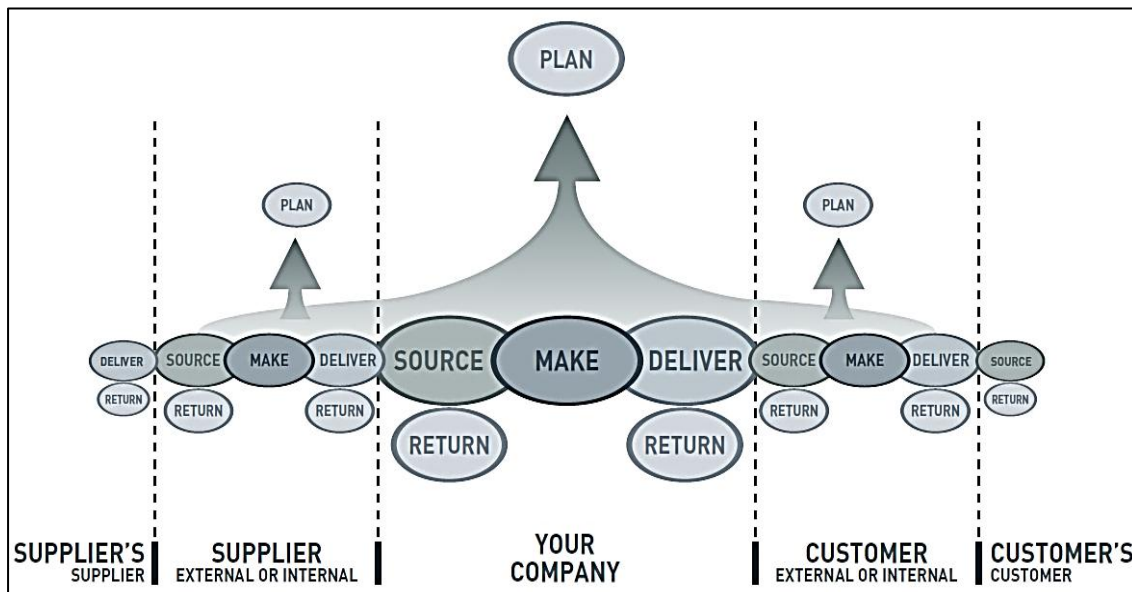 PLAN
PLAN
PLAN
DELIVER
SOURCE
MAKE
DELIVER
SOURCE
MAKE
DELIVER
SOURCE
MAKE
DELIVER
SOURCE
RETURN
RETURN
RETURN
RETURN
RETURN
RETURN
RETURN
RETURN
SUPPLIER'S
SUPPLIER
SUPPLIER
EXTERNAL OR INTERNAL
YOUR
COMPANY
CUSTOMER
EXTERNAL OR INTERNAL
CUSTOMER'S
CUSTOMER